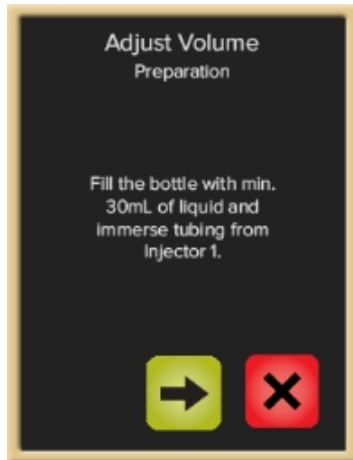 Adjust Volume
Preparation
Fill the bottle with min.
30mL of liquid and
immerse tubing from
Injector 1.